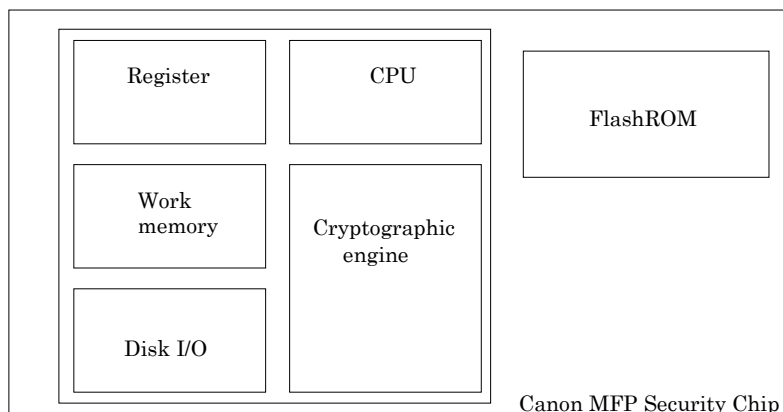 Register
CPU
FlashROM
Work
memory
Cryptographic
engine
Disk I/O
Canon MFP Security Chip